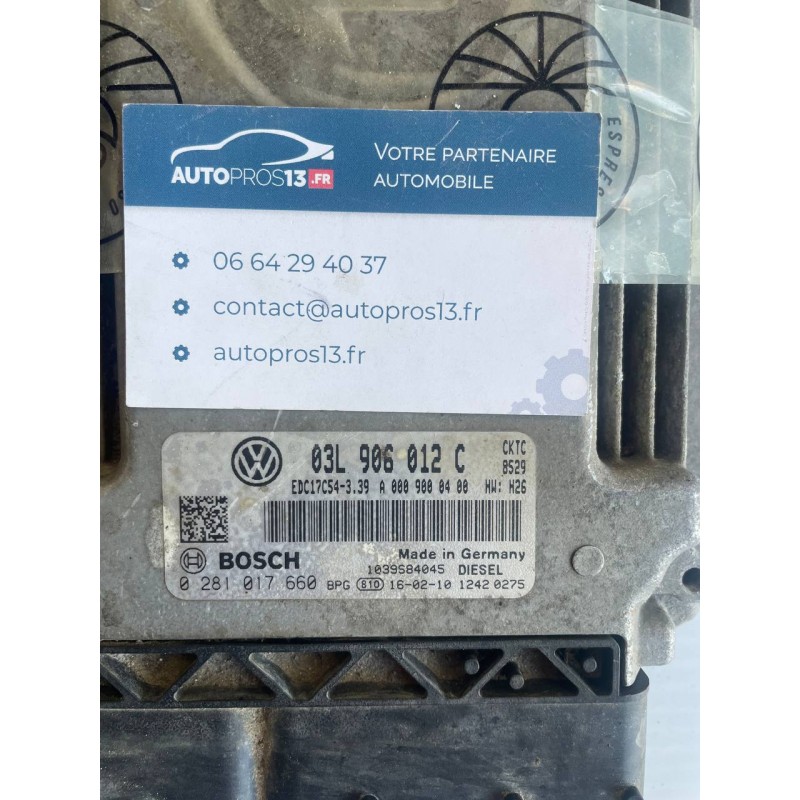 ESPRES
AUTOPROS13.FR
VOTRE PARTENAIRE
AUTOMOBILE
06 64 29 40 37
contact@autopros13.fr
autopros13.fr
03L 906 012 C
CKTC
8529
EDC17C54-3.39 A 000 900 04 00 HW: H26
BOSCH
Made in Germany
1039S84045 DIESEL
0 281 017 660 BPG 810 16-02-10 1242 0275